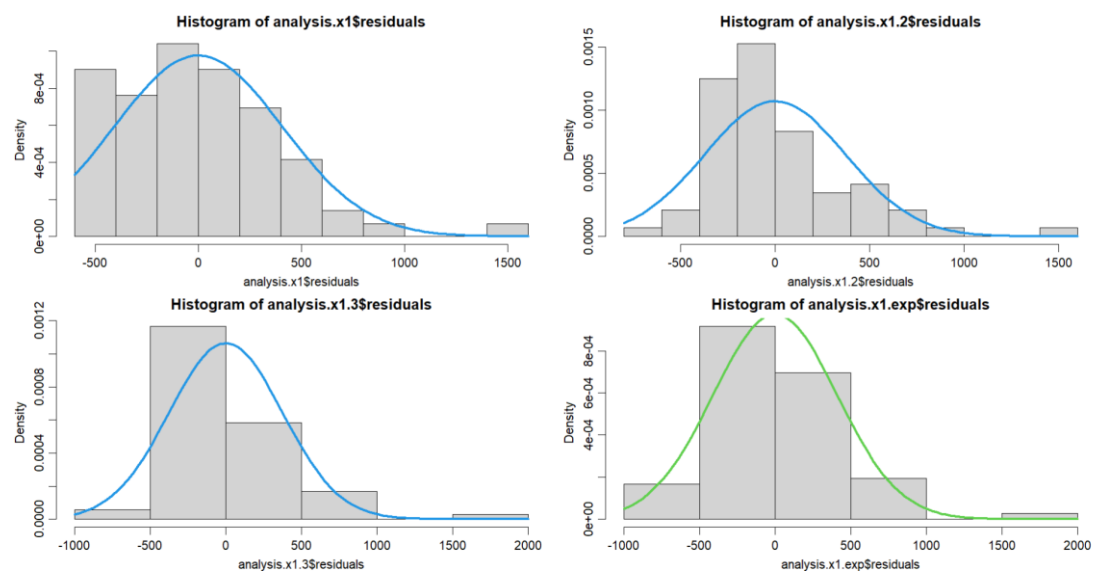 Histogram of analysis.x1$residuals
Density
8e-04
4e-04
0e+00
-500
0
500
1000
1500
analysis.x1$residuals
Histogram of analysis.x1.2$residuals
Density
0.0015
0.0010
0.0005
0.0000
-500
0
500
1000
1500
analysis.x1.2$residuals
Histogram of analysis.x1.3$residuals
Density
0.0012
0.0008
0.0004
0.0000
-1000
-500
0
500
1000
1500
2000
analysis.x1.3$residuals
Histogram of analysis.x1.exp$residuals
Density
8e-04
6e-04
4e-04
0e+00
-1000
-500
0
500
1000
1500
2000
analysis.x1.exp$residuals